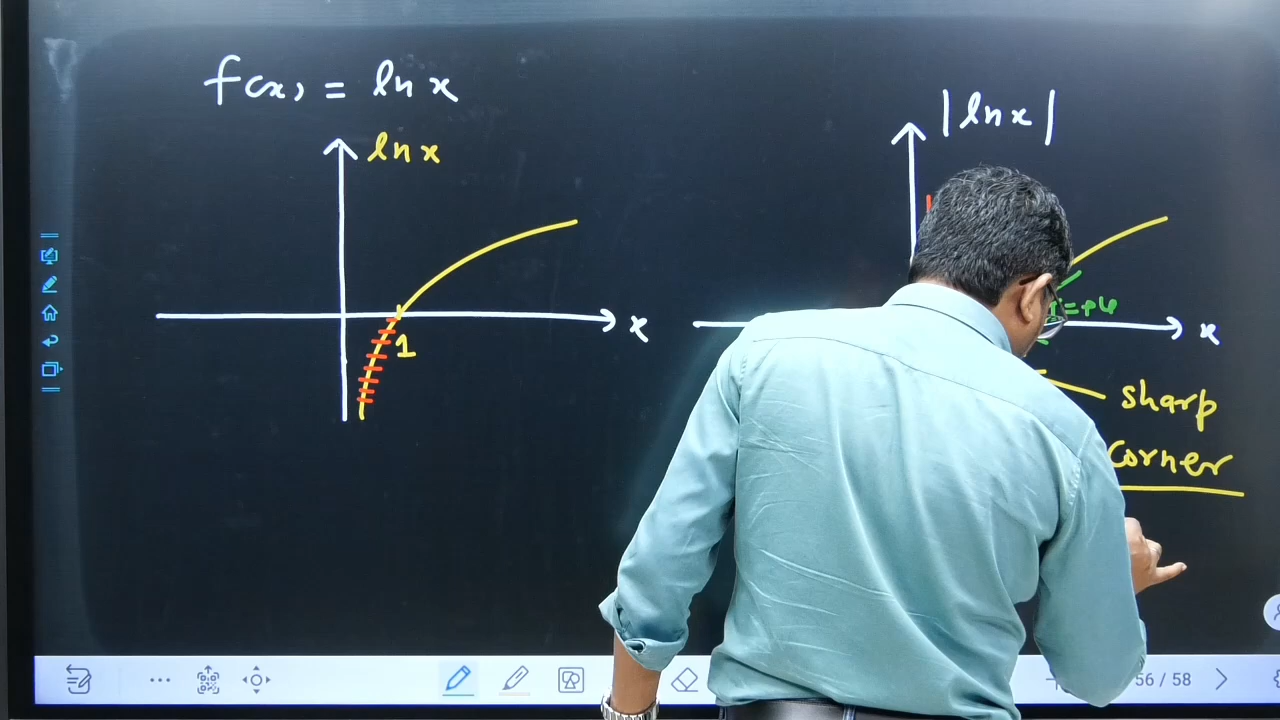 f(x) = ln x
ln x
x
1
|ln x|
x
sharp
corner
56 / 58